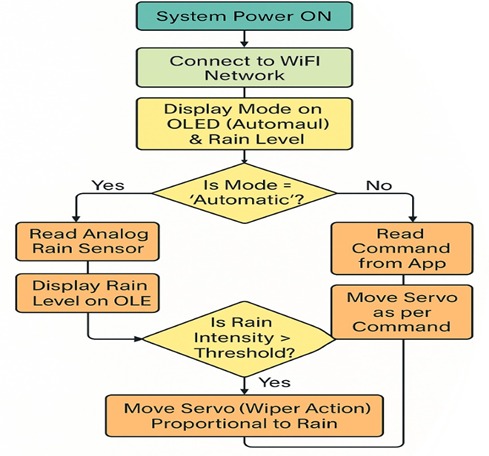 System Power ON
Connect to WiFI
Network
Display Mode on
OLED (Automaul)
& Rain Level
Is Mode =
‘Automatic’?
Yes
No
Read Analog
Rain Sensor
Display Rain
Level on OLE
Read
Command
from App
Move Servo
as per
Command
Is Rain
Intensity >
Threshold?
Yes
Move Servo (Wiper Action)
Proportional to Rain